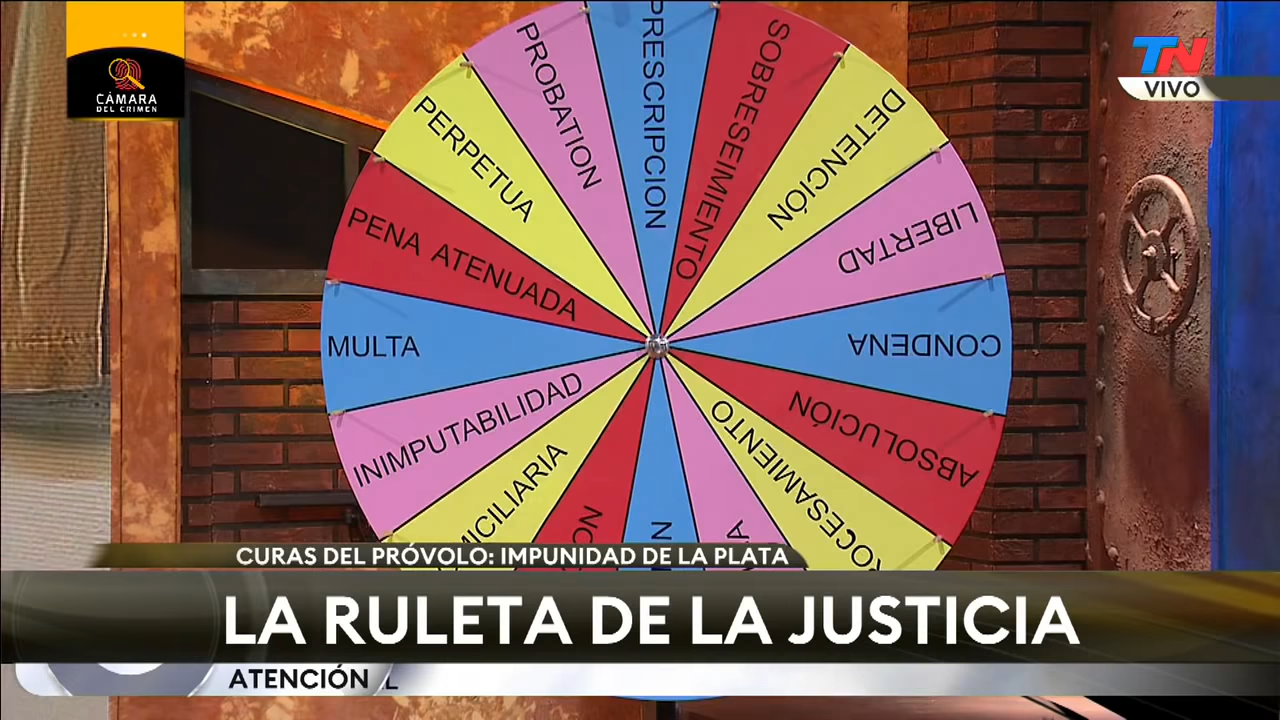 CÁMARA
DEL CRIMEN
TN
VIVO
PRESCRIPCION
SOBRESEIMIENTO
DETENCIÓN
LIBERTAD
CONDENA
ABSOLUCIÓN
PROBATION
PERPETUA
PENA ATENUADA
MULTA
INIMPUTABILIDAD
CURAS DEL PRÓVOLO: IMPUNIDAD DE LA PLATA
LA RULETA DE LA JUSTICIA
ATENCIÓN